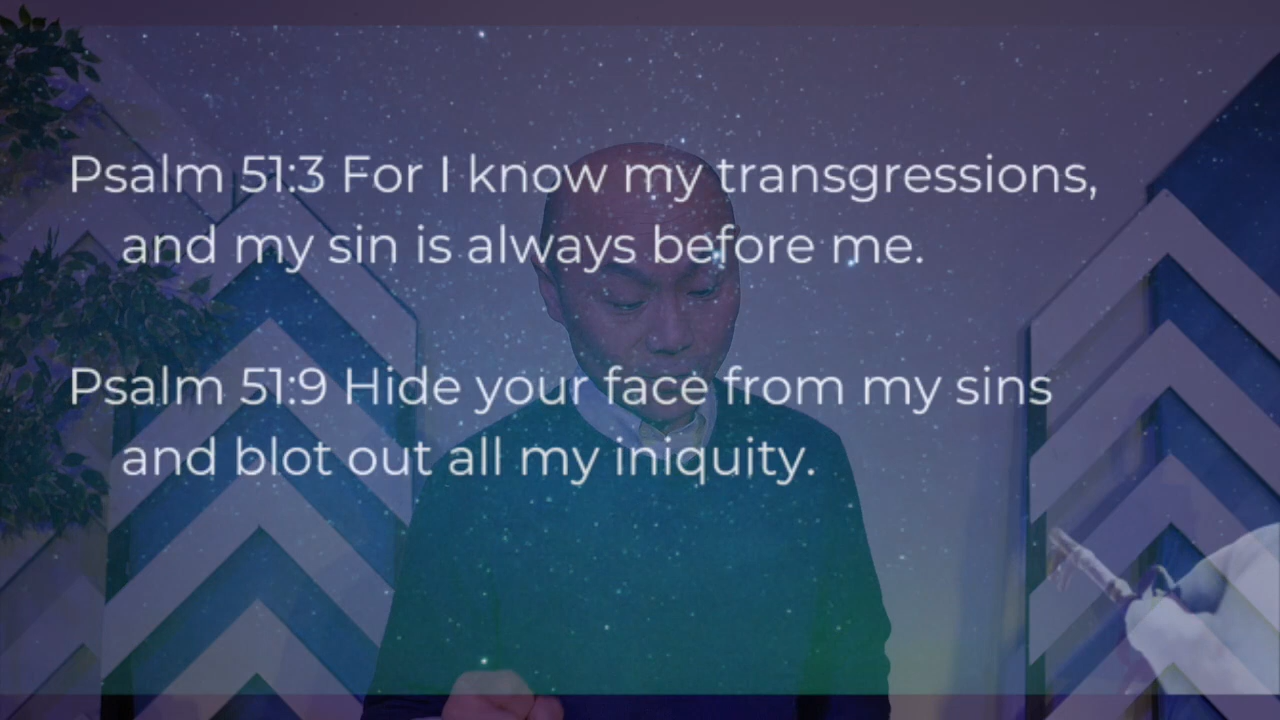 Psalm 51:3 For I know my transgressions,
and my sin is always before me.
Psalm 51:9 Hide your face from my sins
and blot out all my iniquity.